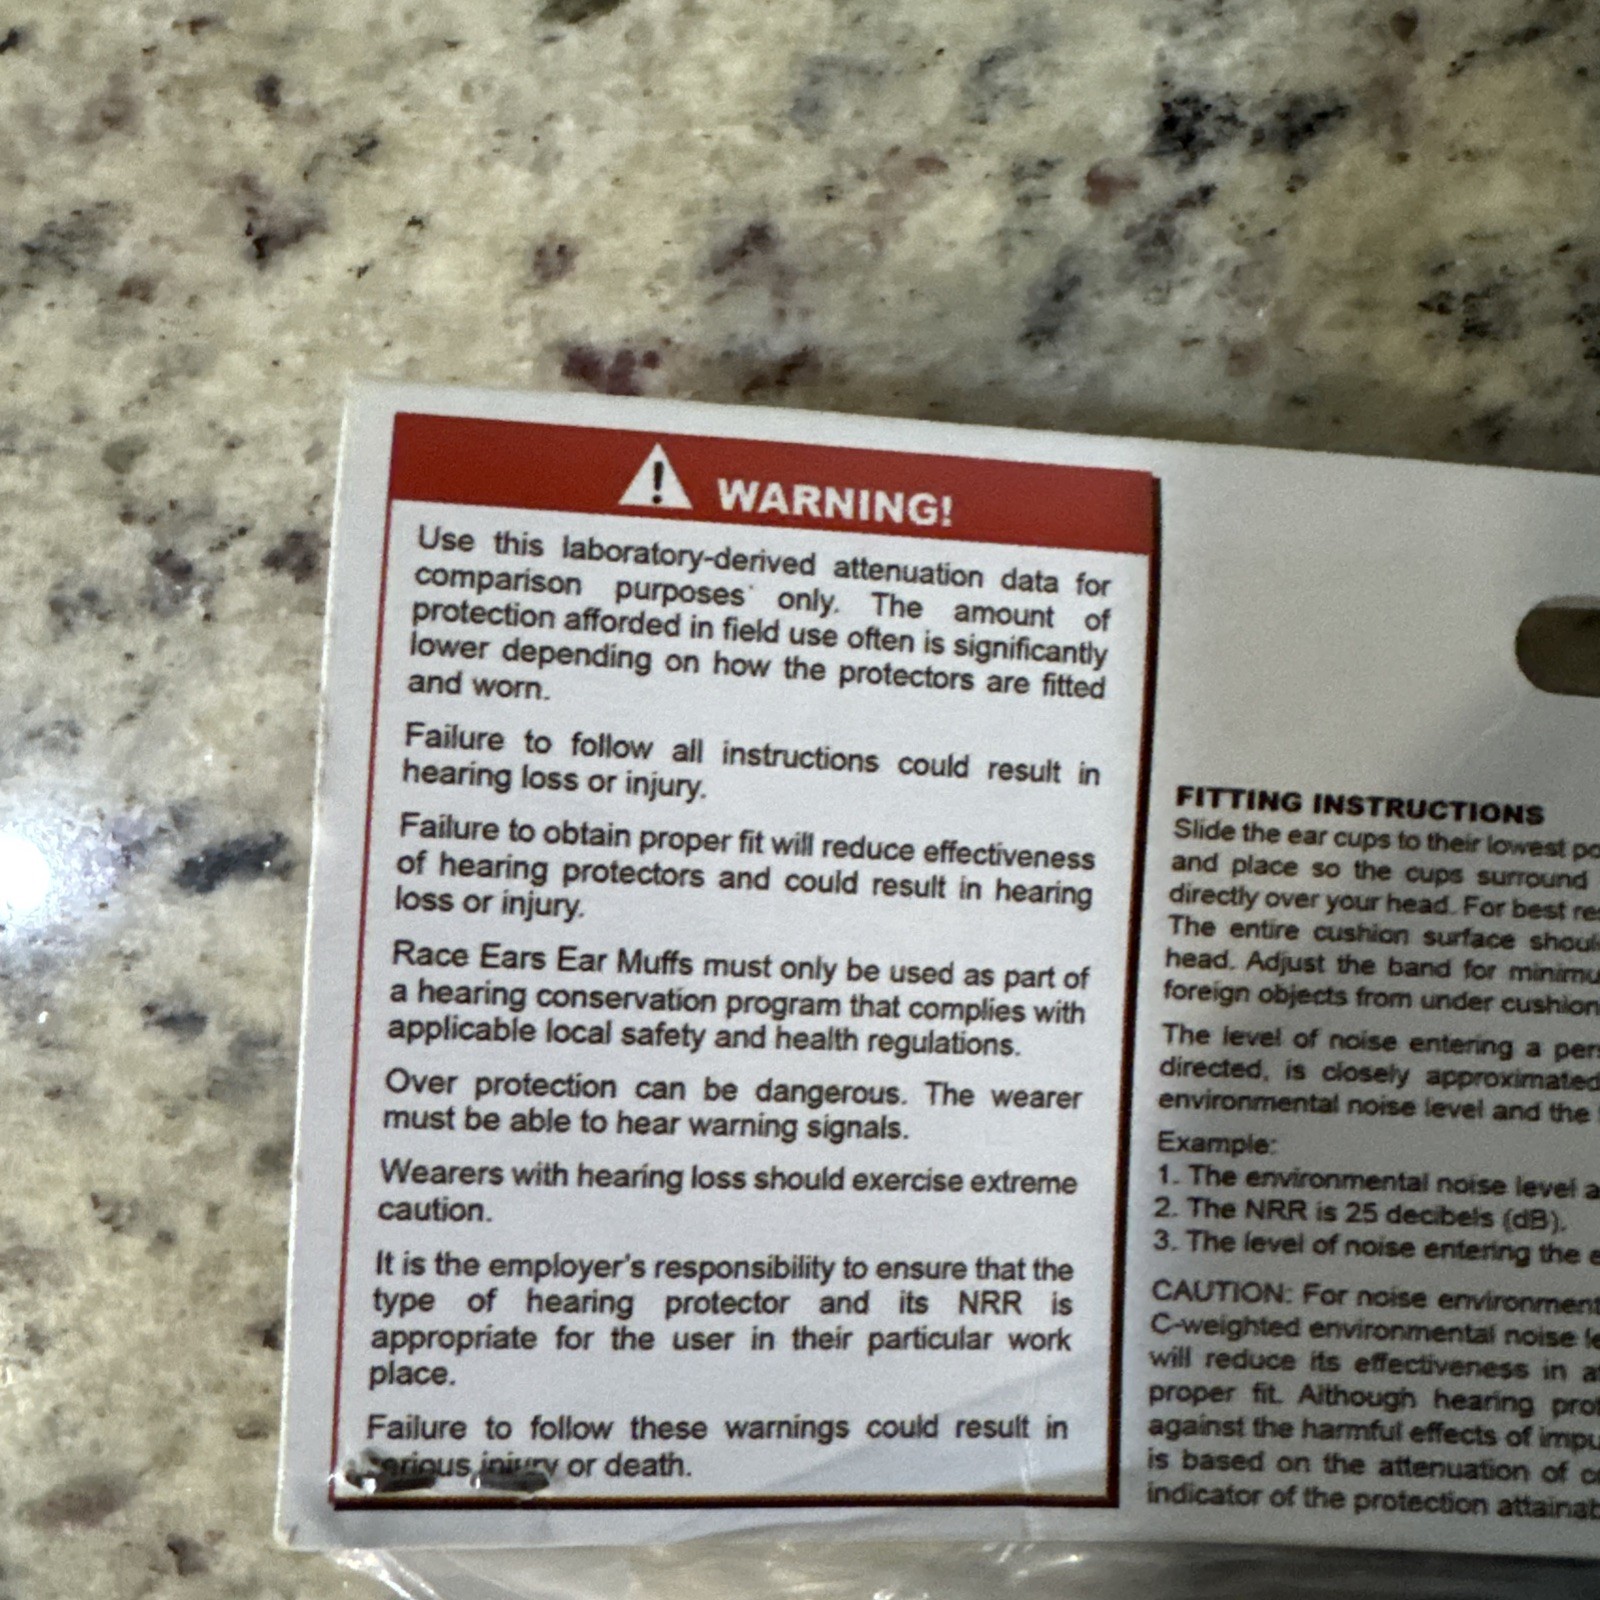 WARNING!
Use this laboratory-derived attenuation data for
comparison purposes only. The amount of
protection afforded in field use often is significantly
lower depending on how the protectors are fitted
and worn.
Failure to follow all instructions could result in
hearing loss or injury.
Failure to obtain proper fit will reduce effectiveness
of hearing protectors and could result in hearing
loss or injury.
Race Ears Ear Muffs must only be used as part of
a hearing conservation program that complies with
applicable local safety and health regulations.
Over protection can be dangerous. The wearer
must be able to hear warning signals.
Wearers with hearing loss should exercise extreme
caution.
It is the employer's responsibility to ensure that the
type of hearing protector and its NRR is
appropriate for the user in their particular work
place.
Failure to follow these warnings could result in
serious injury or death.
FITTING INSTRUCTIONS
Slide the ear cups to their lowest
and place so the cups surround
directly over your head. For best
The entire cushion surface
head. Adjust the band for
foreign objects from under
The level of noise entering a
directed, is closely approximated
environmental noise level and the
Example:
1. The environmental noise level
2. The NRR is 25 decibels (dB).
3. The level of noise entering the
CAUTION: For noise
C-weighted environmental noise
will reduce its effectiveness in
proper fit. Although hearing
against the harmful effects of
is based on the attenuation of
indicator of the protection